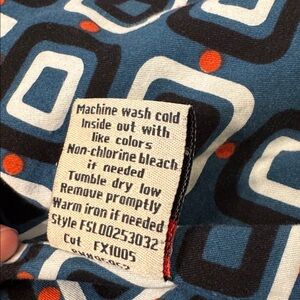 Machine wash cold
Inside out with
like colors
Non-chlorine bleach
if needed
Tumble dry low
Remove promptly
Warm iron if needed
Style FSL00253032
Cut FX1005